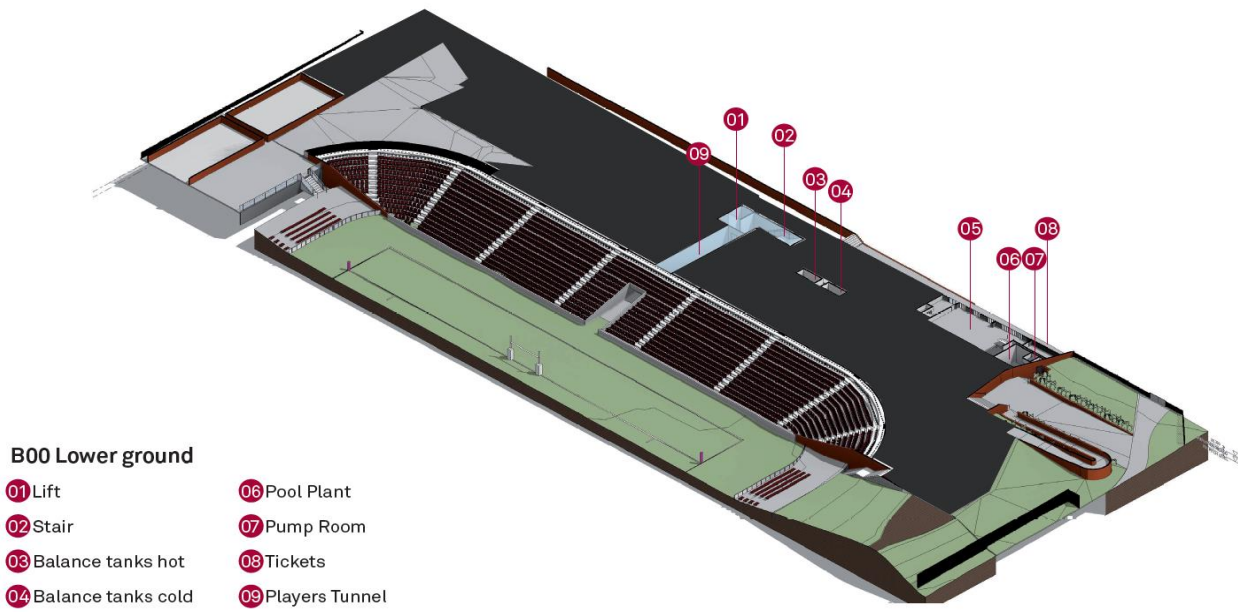 01
02
09
03
04
05
08
06 07
B00 Lower ground
01 Lift
02 Stair
03 Balance tanks hot
04 Balance tanks cold
06 Pool Plant
07 Pump Room
08 Tickets
09 Players Tunnel